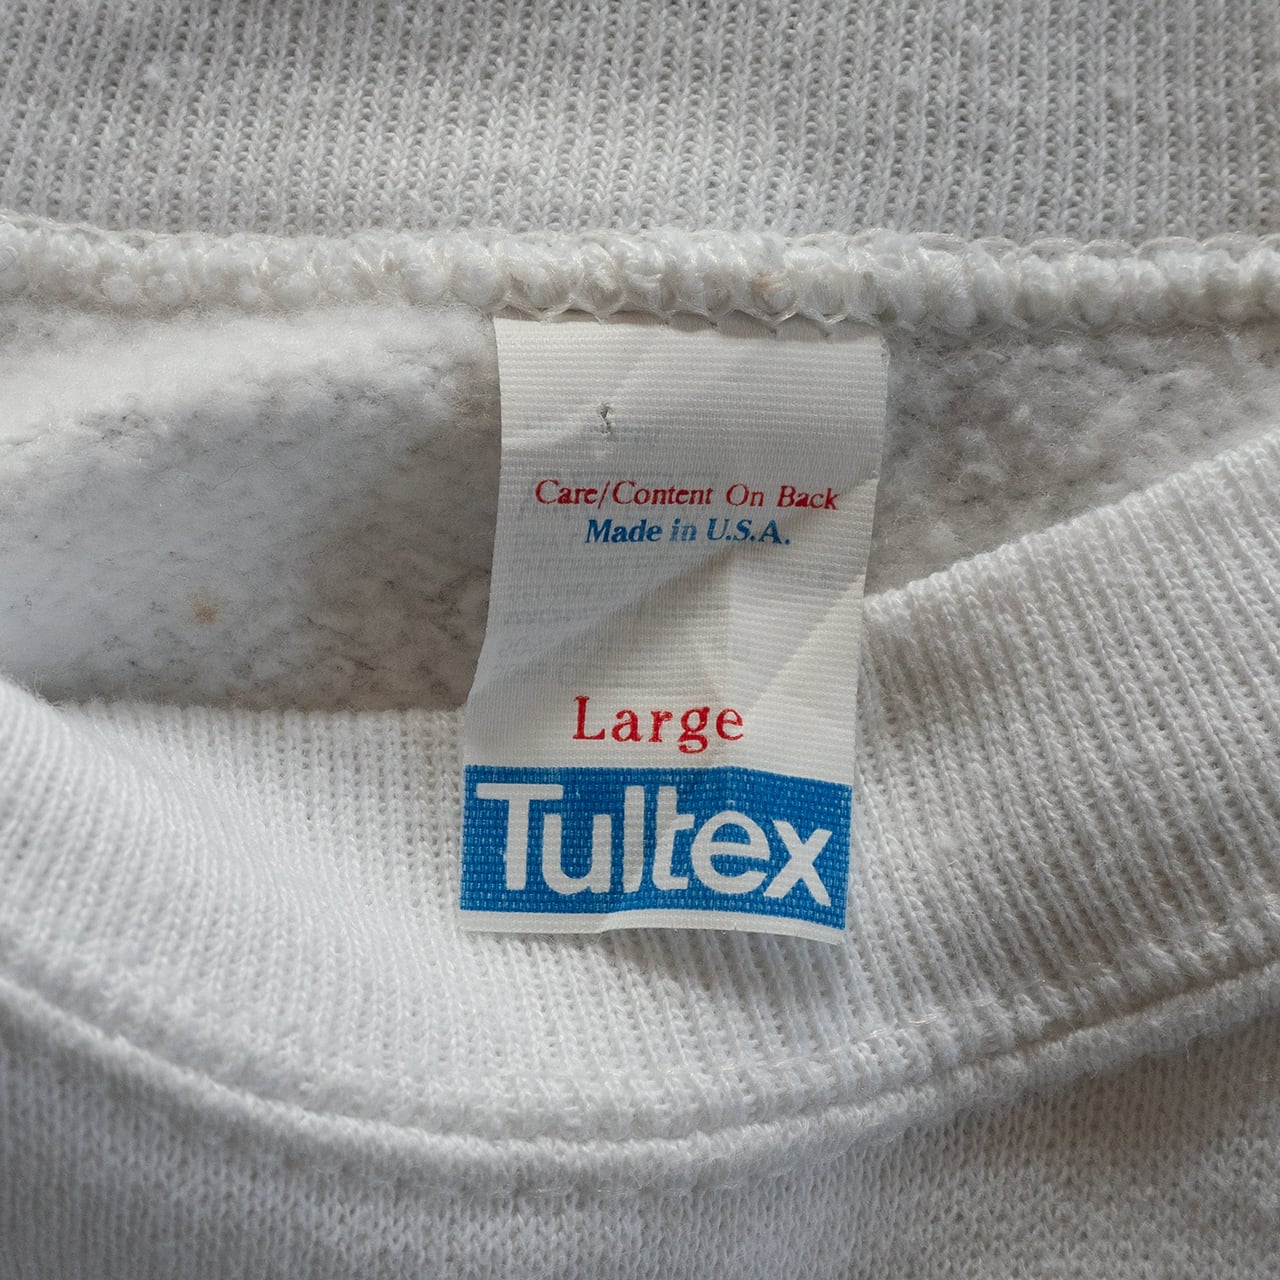 Care/Content On Back
Made in U.S.A.
Large
Tultex